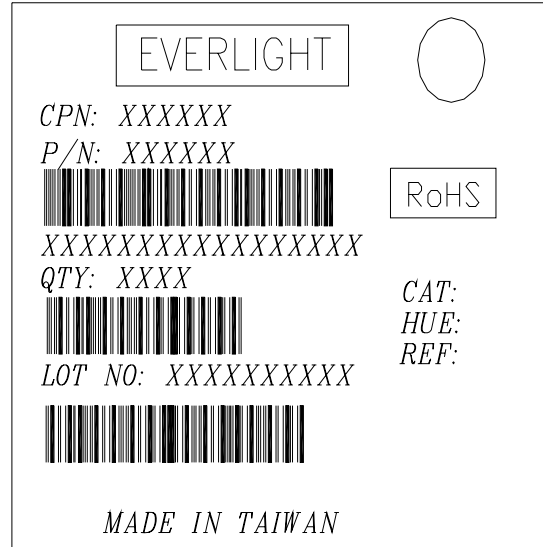 EVERLIGHT
CPN: XXXXXX
P/N: XXXXXX
RoHS
XXXXXXXXXXXXXXXXX
QTY: XXXX
CAT:
HUE:
REF:
LOT NO: XXXXXXXXXX
MADE IN TAIWAN